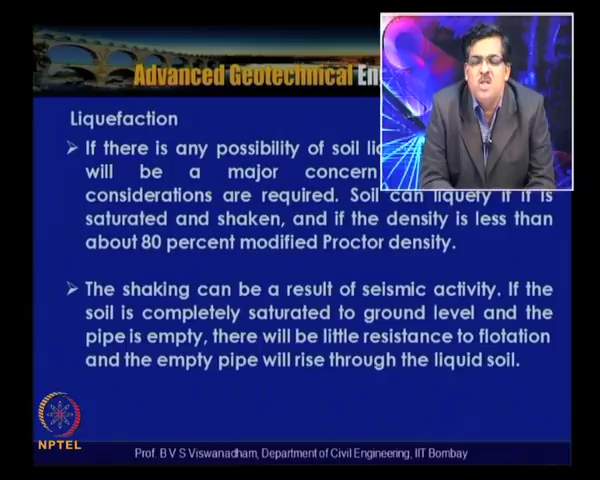 Advanced Geotechnical En
Liquefaction
If there is any possibility of soil
will be a major concern
considerations are required. Soil can liquefy if it is
saturated and shaken, and if the density is less than
about 80 percent modified Proctor density.
The shaking can be a result of seismic activity. If the
soil is completely saturated to ground level and the
pipe is empty, there will be little resistance to flotation
and the empty pipe will rise through the liquid soil.
NPTEL
Prof. B V S Viswanadham, Department of Civil Engineering, IIT Bombay